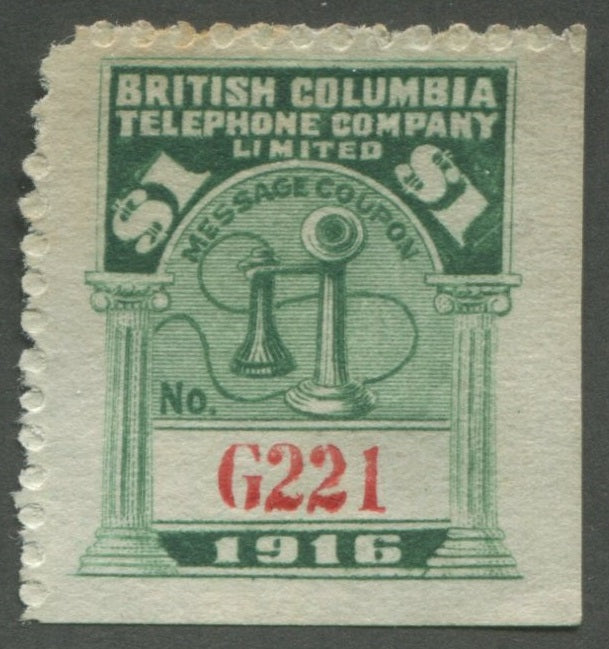 BRITISH COLUMBIA
TELEPHONE COMPANY
LIMITED
$1 $1
MESSAGE COUPON
No.
G221
1916